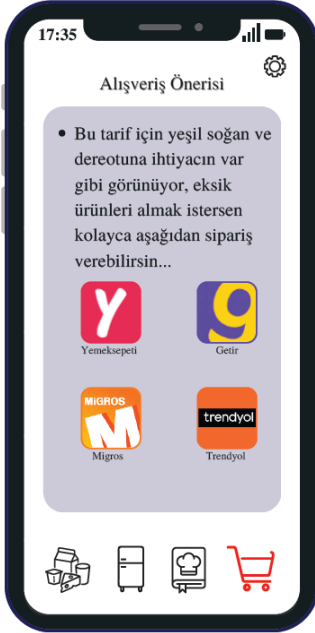 17:35
Alışveriş Önerisi
• Bu tarif için yeşil soğan ve
dereotuna ihtiyacın var
gibi görünüyor, eksik
ürünleri almak istersen
kolayca aşağıdan sipariş
verebilirsin...
Y g
Yemeksepeti Getir
MiGROS
M trendyol
Migros Trendyol